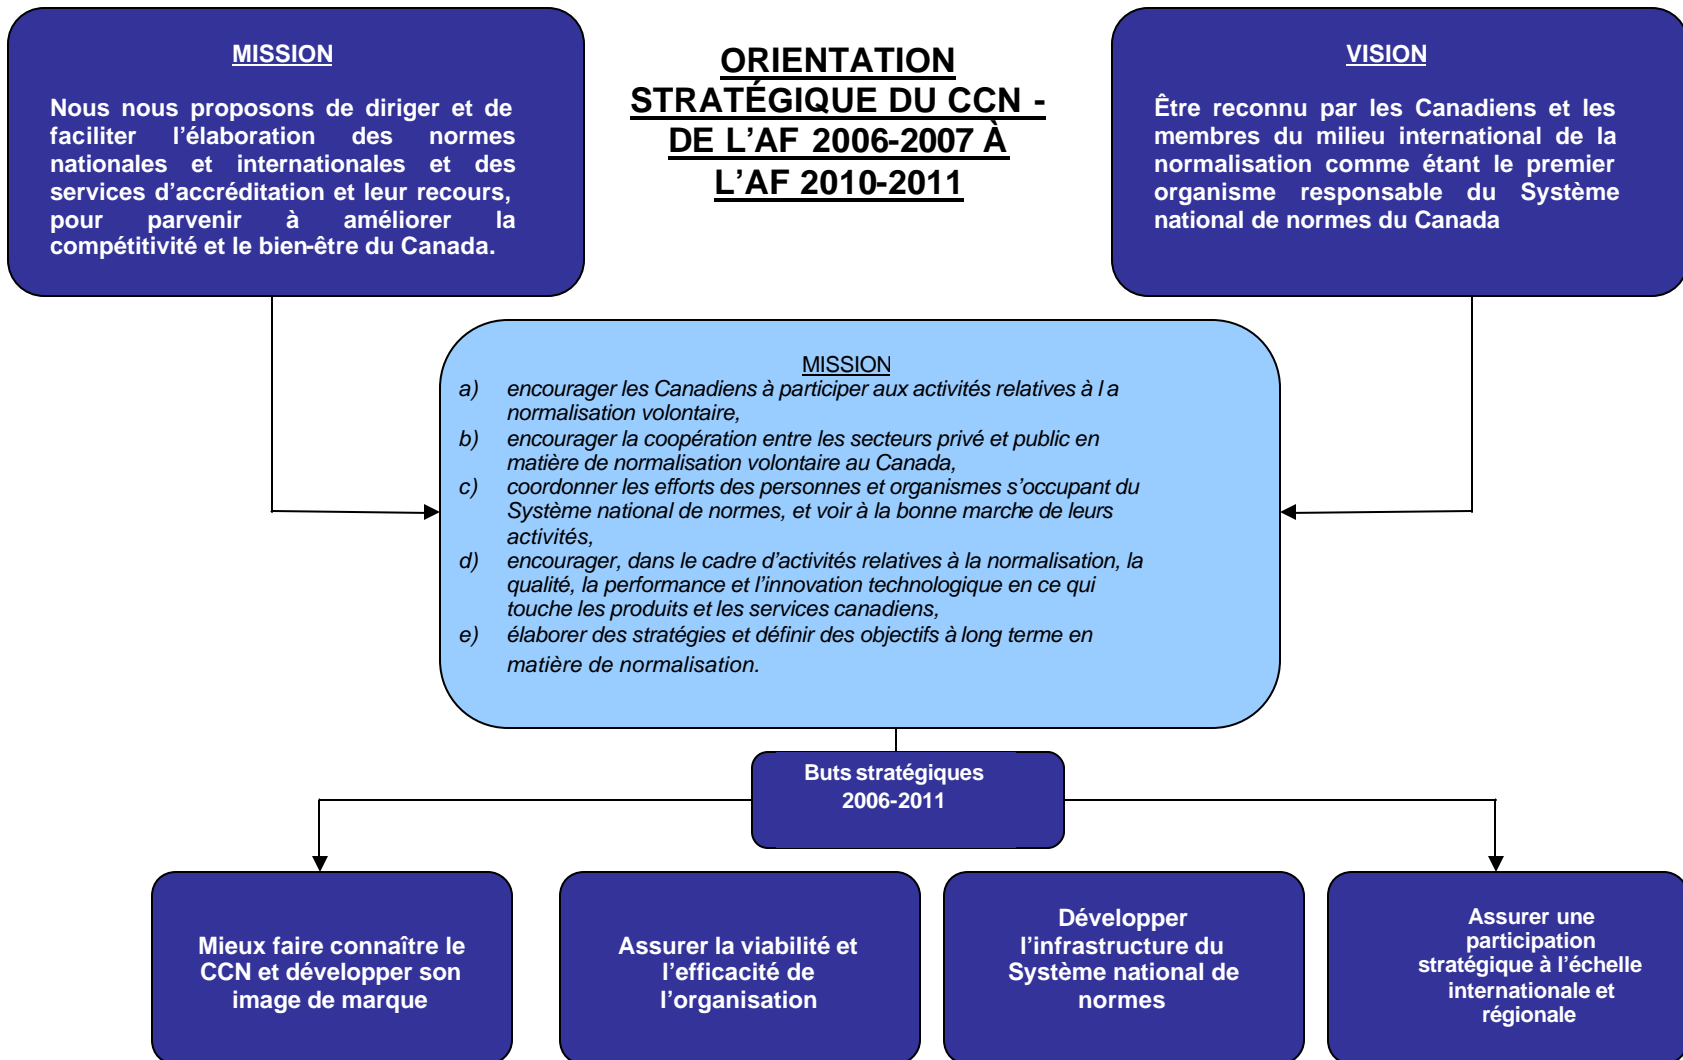 MISSION
Nous nous proposons de diriger et de
faciliter l’élaboration des normes
nationales et internationales et des
services d’accréditation et leur recours,
pour parvenir à améliorer la
compétitivité et le bien-être du Canada.
ORIENTATION
STRATÉGIQUE DU CCN -
DE L’AF 2006-2007 À
L’AF 2010-2011
VISION
Être reconnu par les Canadiens et les
membres du milieu international de la
normalisation comme étant le premier
organisme responsable du Système
national de normes du Canada
MISSION
a) encourager les Canadiens à participer aux activités relatives à l a
normalisation volontaire,
b) encourager la coopération entre les secteurs privé et public en
matière de normalisation volontaire au Canada,
c) coordonner les efforts des personnes et organismes s’occupant du
Système national de normes, et voir à la bonne marche de leurs
activités,
d) encourager, dans le cadre d’activités relatives à la normalisation, la
qualité, la performance et l’innovation technologique en ce qui
touche les produits et les services canadiens,
e) élaborer des stratégies et définir des objectifs à long terme en
matière de normalisation.
Buts stratégiques
2006-2011
Mieux faire connaître le
CCN et développer son
image de marque
Assurer la viabilité et
l’efficacité de
l’organisation
Développer
l’infrastructure du
Système national de
normes
Assurer une
participation
stratégique à l’échelle
internationale et
régionale